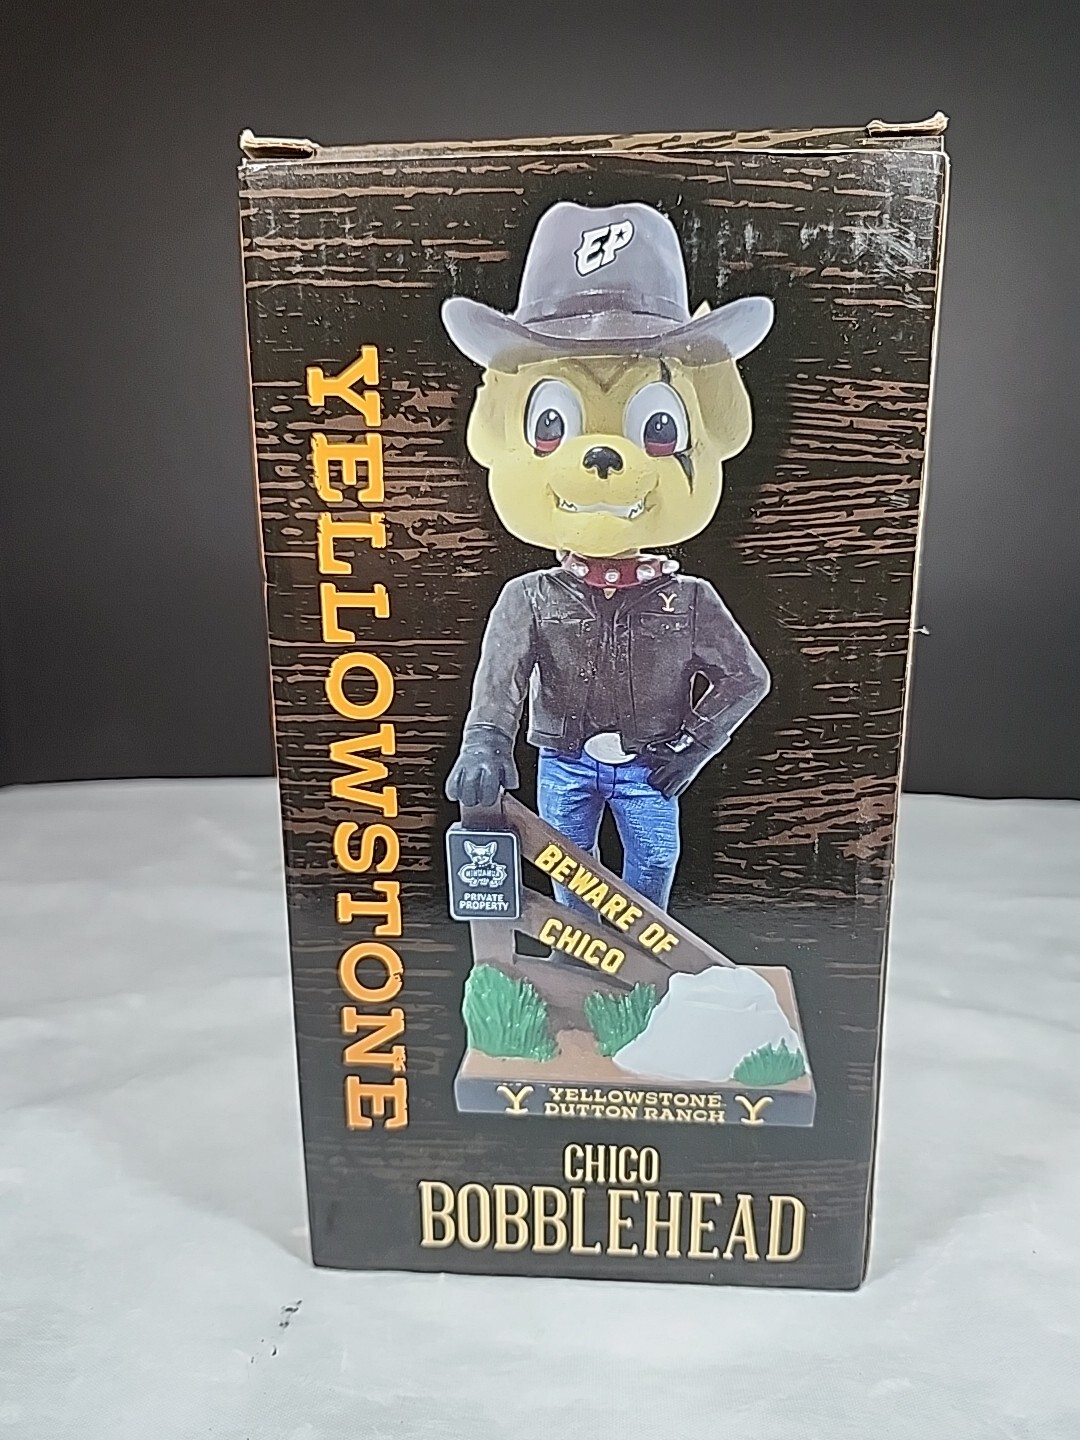 EP
YELLOWSTONE
Y
PRIVATE
PROPERTY
BEWARE OF
CHICO
Y YELLOWSTONE Y
DUTTON RANCH
CHICO
BOBBLEHEAD